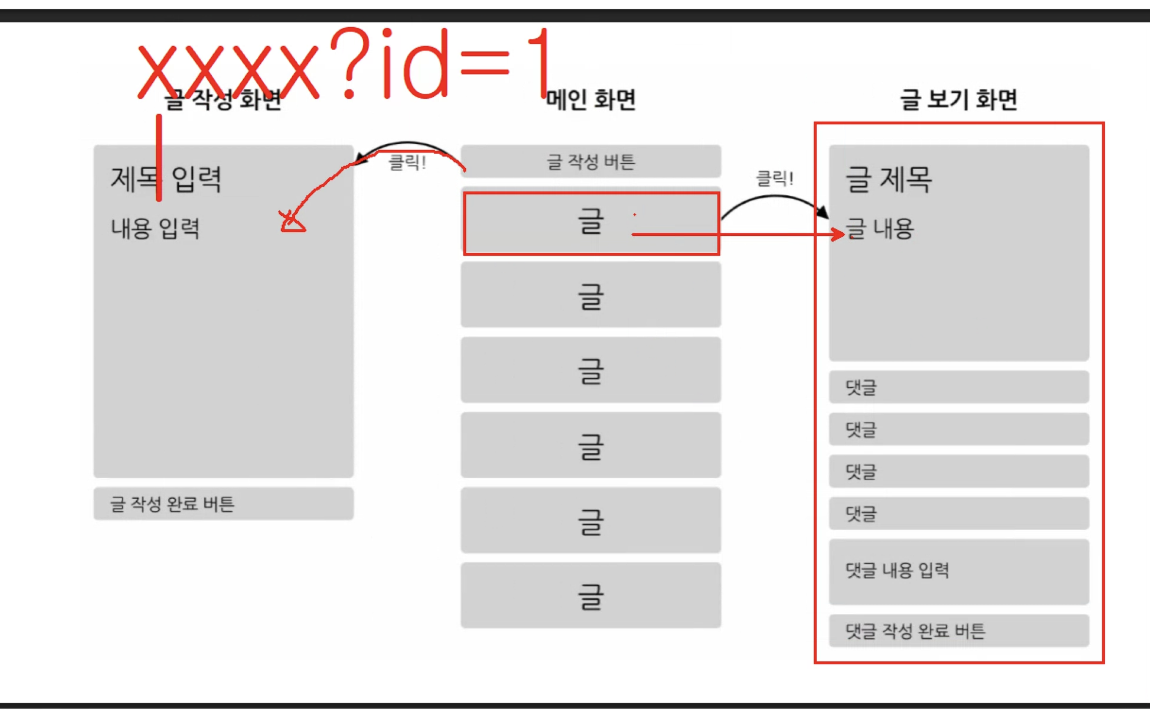 xxxx?id=1
글 작성 화면
제목 입력
내용 입력
글 작성 완료 버튼
클릭!
메인 화면
글 작성 버튼
글
글
글
글
글
글
클릭!
글 보기 화면
글 제목
글 내용
댓글
댓글
댓글
댓글
댓글 내용 입력
댓글 작성 완료 버튼